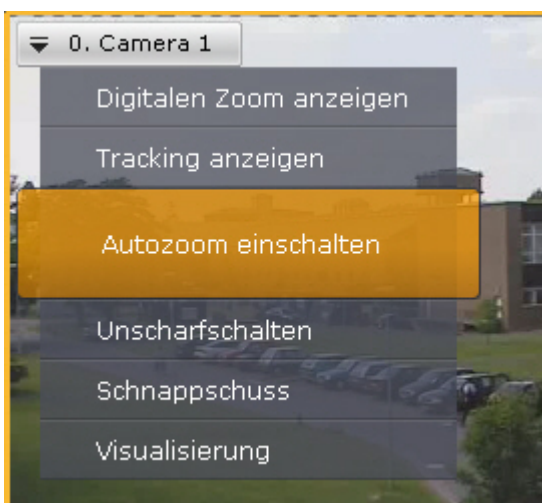 0. Camera 1
Digitalen Zoom anzeigen
Tracking anzeigen
Autozoom einschalten
Unscharfschalten
Schnappschuss
Visualisierung